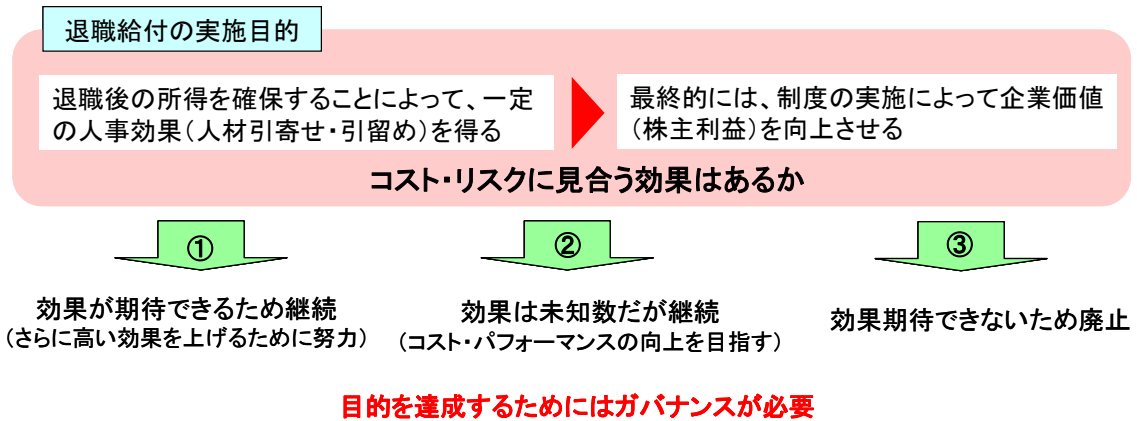 退職給付の実施目的
退職後の所得を確保することによって、一定
の人事効果(人材引寄せ・引留め)を得る
最終的には、制度の実施によって企業価値
(株主利益)を向上させる
コスト・リスクに見合う効果はあるか
①
②
③
効果が期待できるため継続
(さらに高い効果を上げるために努力)
効果は未知数だが継続
(コスト・パフォーマンスの向上を目指す)
効果期待できないため廃止
目的を達成するためにはガバナンスが必要